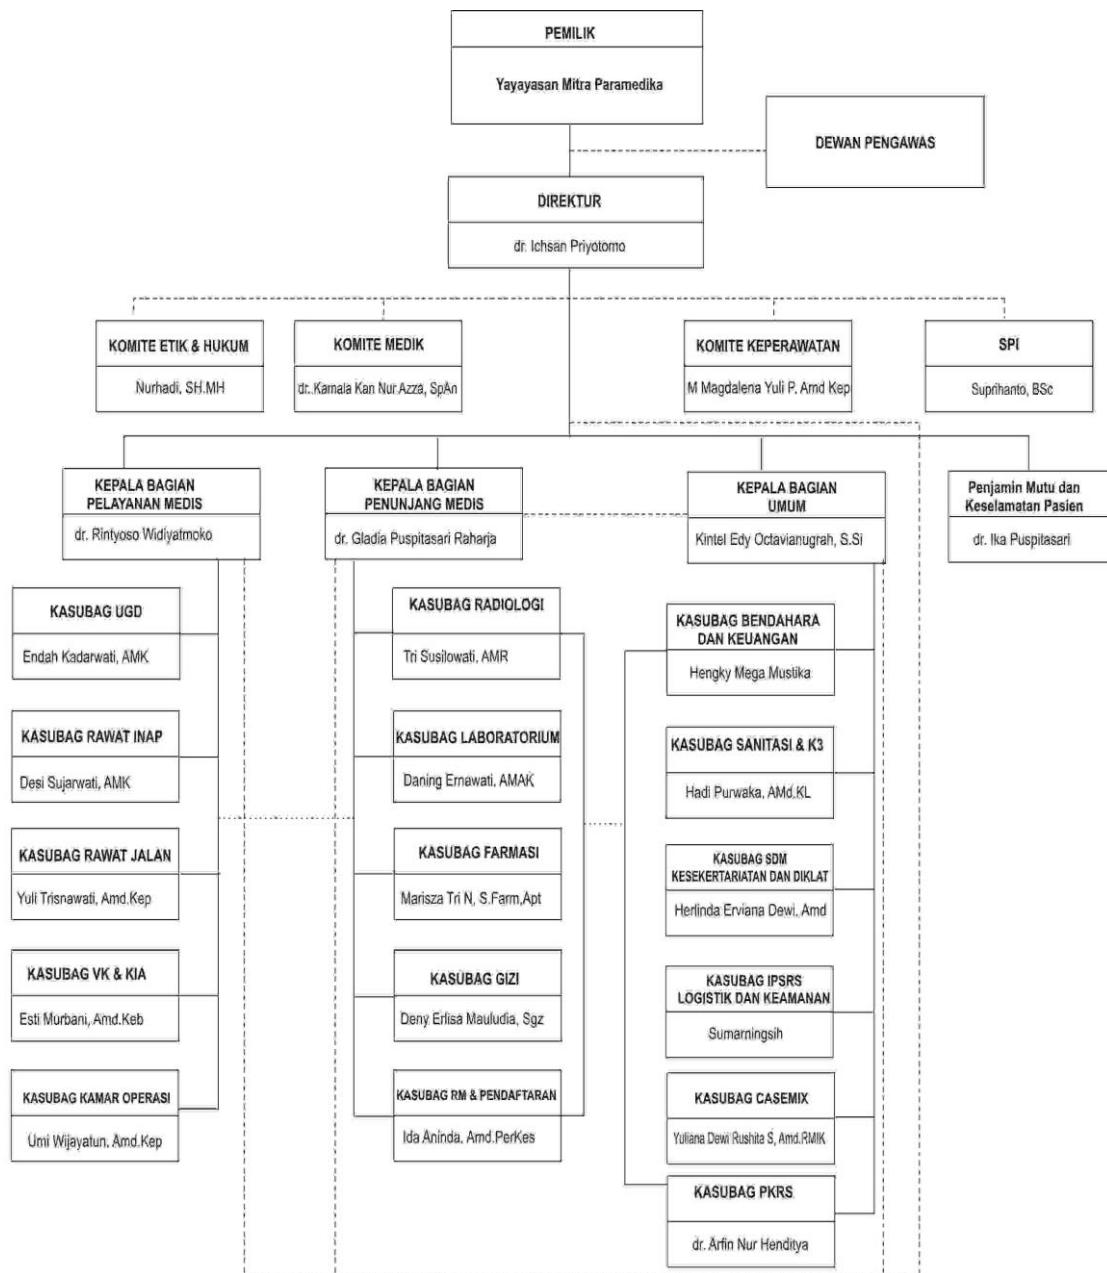 PEMILIK
Yayayasan Mitra Paramedika
DEWAN PENGAWAS
DIREKTUR
dr. Ichsan Priyotomo
KOMITE ETIK & HUKUM
Nurhadi, SH.MH
KOMITE MEDIK
dr. Kamala Kan Nur Azza, SpAn
KOMITE KEPERAWATAN
M Magdalena Yuli P. Amd Kep
SPI
Suprihanto, BSc
KEPALA BAGIAN
PELAYANAN MEDIS
dr. Rintyoso Widiyatmoko
KEPALA BAGIAN
PENUNJANG MEDIS
dr. Gladia Puspitasari Raharja
KEPALA BAGIAN
UMUM
Kintel Edy Octavianugrah, S.Si
Penjamin Mutu dan
Keselamatan Pasien
dr. Ika Puspitasari
KASUBAG UGD
Endah Kadarwati, AMK
KASUBAG RAWAT INAP
Desi Sujarwati, AMK
KASUBAG RAWAT JALAN
Yuli Trisnawati, Amd.Kep
KASUBAG VK & KIA
Esti Murbani, Amd.Keb
KASUBAG KAMAR OPERASI
Umi Wijayatun, Amd.Kep
KASUBAG RADIOLOGI
Tri Susilowati, AMR
KASUBAG LABORATORIUM
Daning Ernawati, AMAK
KASUBAG FARMASI
Marisza Tri N, S.Farm,Apt
KASUBAG GIZI
Deny Erlisa Mauludia, Sgz
KASUBAG RM & PENDAFTARAN
Ida Aninda, Amd.PerKes
KASUBAG BENDAHARA
DAN KEUANGAN
Hengky Mega Mustika
KASUBAG SANITASI & K3
Hadi Purwaka, AMd.KL
KASUBAG SDM
KESEKERTARIATAN DAN DIKLAT
Herlinda Erviana Dewi, Amd
KASUBAG IPSRS
LOGISTIK DAN KEAMANAN
Sumarningsih
KASUBAG CASEMIX
Yuliana Dewi Rushita S, Amd.RMIK
KASUBAG PKRS
dr. Arfin Nur Henditya